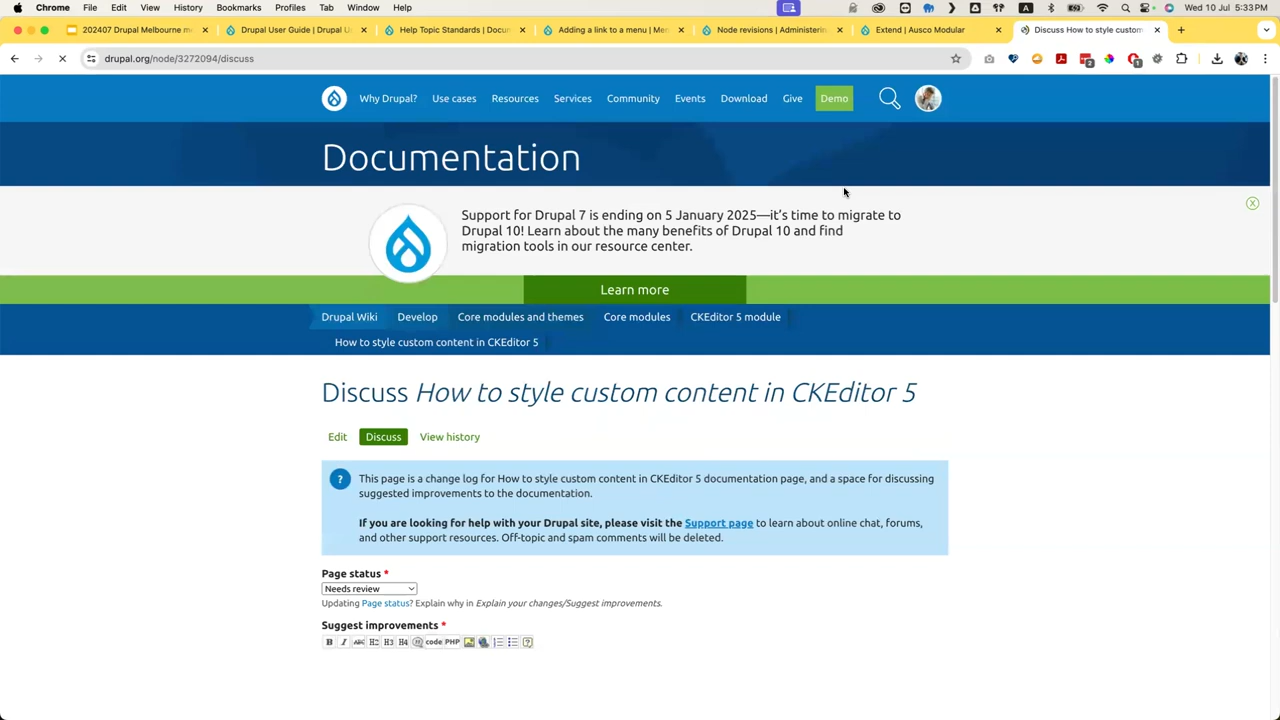 Chrome File Edit View History Bookmarks Profiles Tab Window Help
A
Wed 10 Jul 5:33 PM
202407 Drupal Melbourne m
Drupal User Guide | Drupal U
Help Topic Standards | Docum
Adding a link to a menu | Men
Node revisions | Administerin
Extend | Ausco Modular
Discuss How to style custom
drupal.org/node/3272094/discuss
Why Drupal? Use cases Resources Services Community Events Download Give Demo
Documentation
Support for Drupal 7 is ending on 5 January 2025—it's time to migrate to
Drupal 10! Learn about the many benefits of Drupal 10 and find
migration tools in our resource center.
Learn more
Drupal Wiki Develop Core modules and themes Core modules CKEditor 5 module
How to style custom content in CKEditor 5
Discuss How to style custom content in CKEditor 5
Edit Discuss View history
? This page is a change log for How to style custom content in CKEditor 5 documentation page, and a space for discussing
suggested improvements to the documentation.
If you are looking for help with your Drupal site, please visit the Support page to learn about online chat, forums,
and other support resources. Off-topic and spam comments will be deleted.
Page status *
Needs review
Updating Page status? Explain why in Explain your changes/Suggest improvements.
Suggest improvements *
B I ABC H2 H3 H4 code PHP